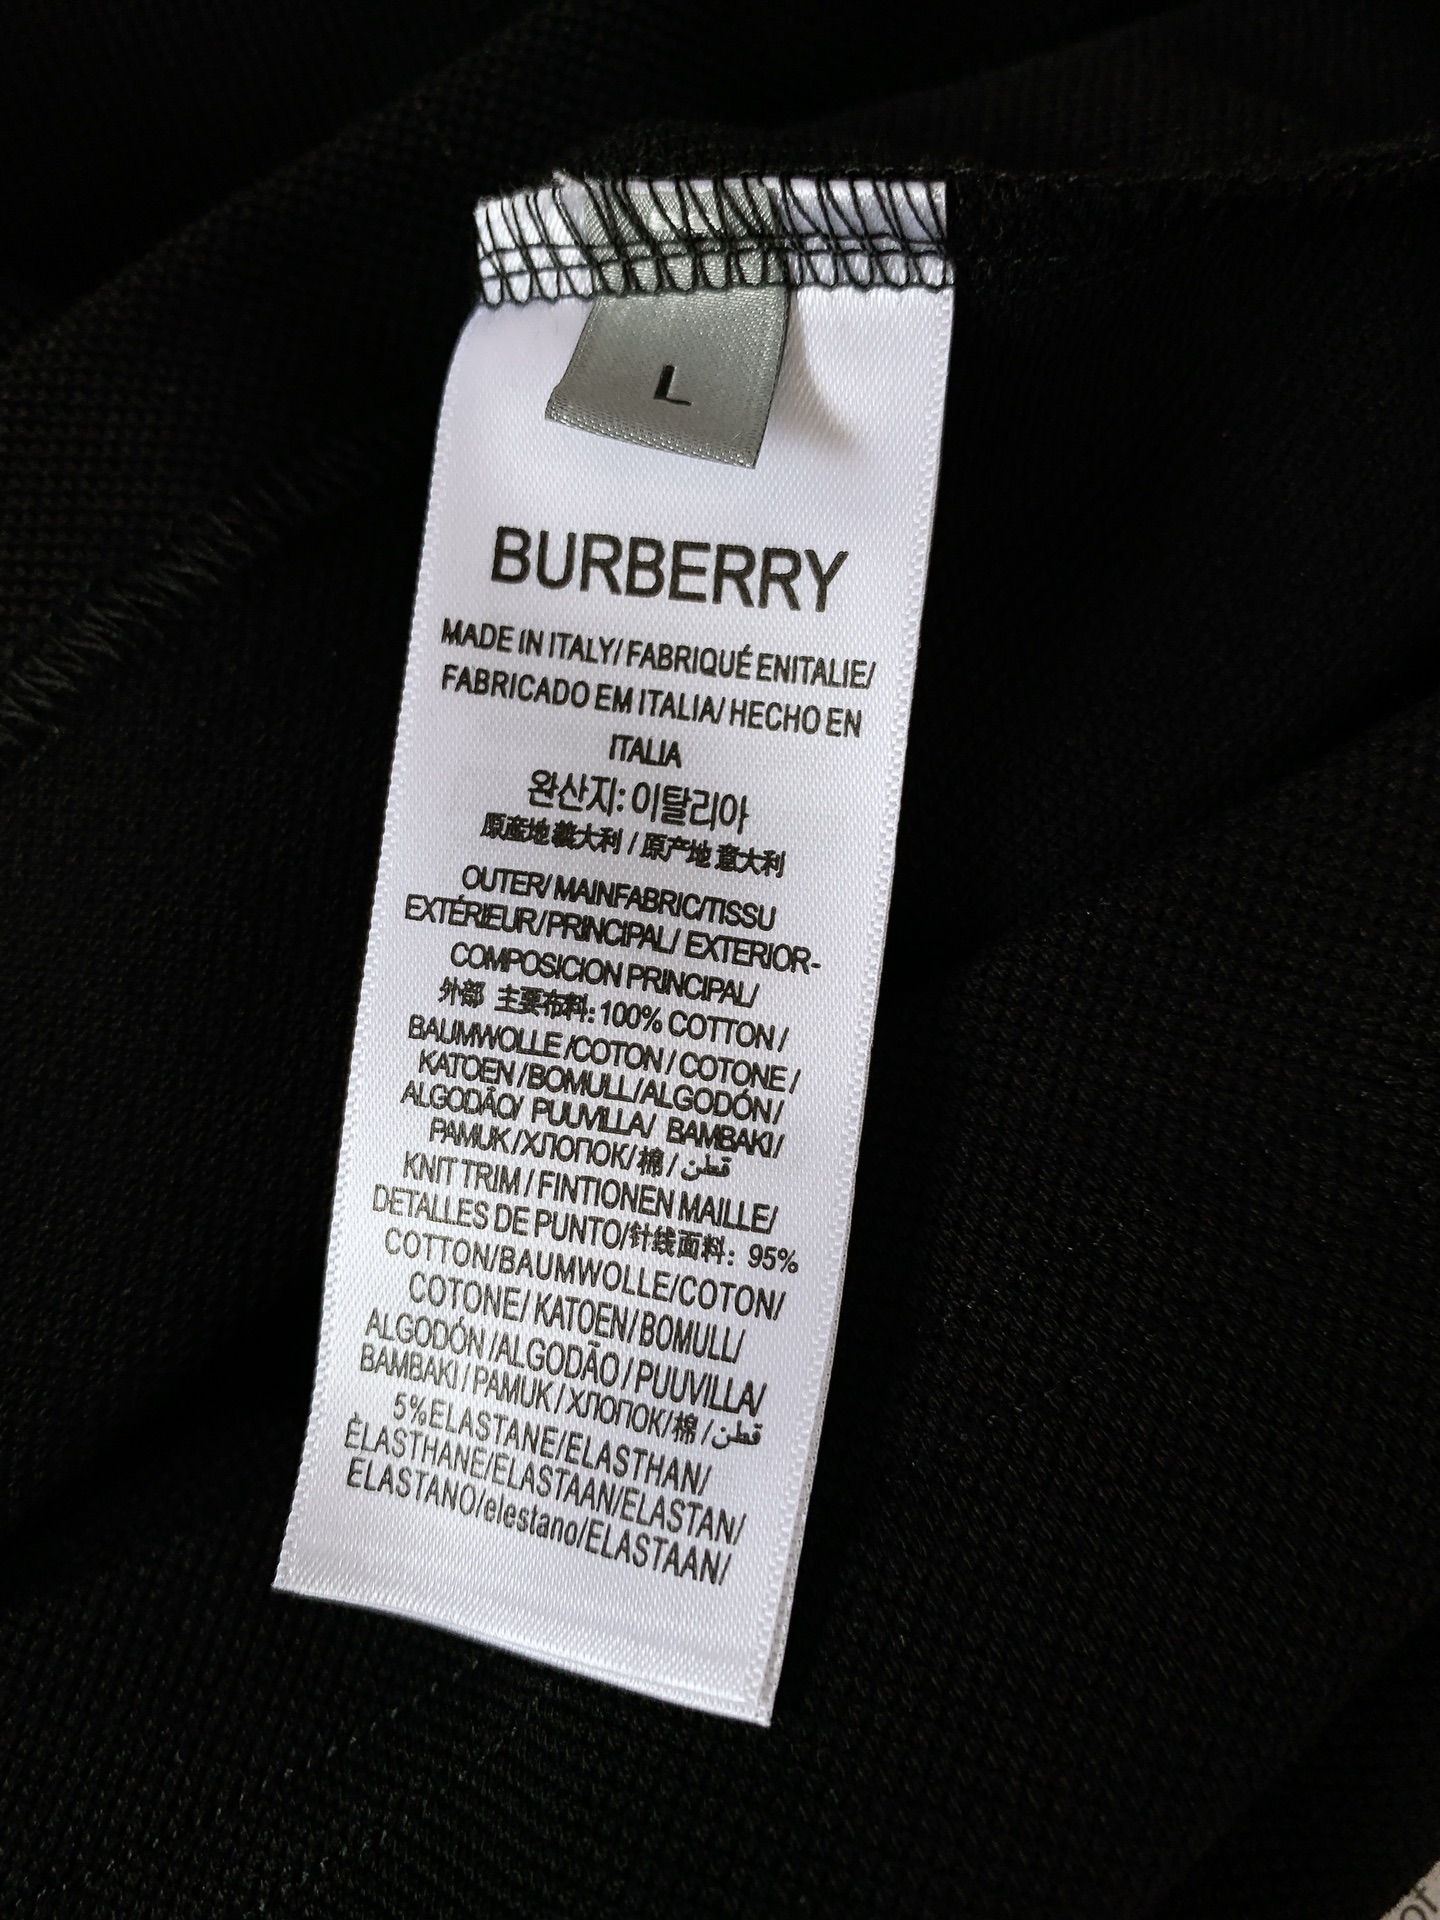 L
BURBERRY
MADE IN ITALY/ FABRIQUÉ ENITALIE/
FABRICADO EM ITALIA/ HECHO EN
ITALIA
완산지: 이탈리아
原産地 義大利 / 原产地 意大利
OUTER/ MAINFABRIC/TISSU
EXTÉRIEUR/PRINCIPAL/ EXTERIOR-
COMPOSICION PRINCIPAL/
外部 主要布料: 100% COTTON /
BAUMWOLLE /COTON / COTONE /
KATOEN /BOMULL/ALGODÓN/
ALGODÃO/ PUUVILLA/ BAMBAKI/
PAMUK /ХЛОПОК/棉 / قطن
KNIT TRIM / FINTIONEN MAILLE/
DETALLES DE PUNTO/针线面料: 95%
COTTON/BAUMWOLLE/COTON/
COTONE/ KATOEN/ BOMULL/
ALGODÓN /ALGODÃO / PUUVILLA/
BAMBAKI / PAMUK / ХЛОПОК/棉 / قطن
5%ELASTANE/ELASTHAN/
ÈLASTHANE/ELASTAAN/ELASTAN/
ELASTANO/elestano/ELASTAAN/